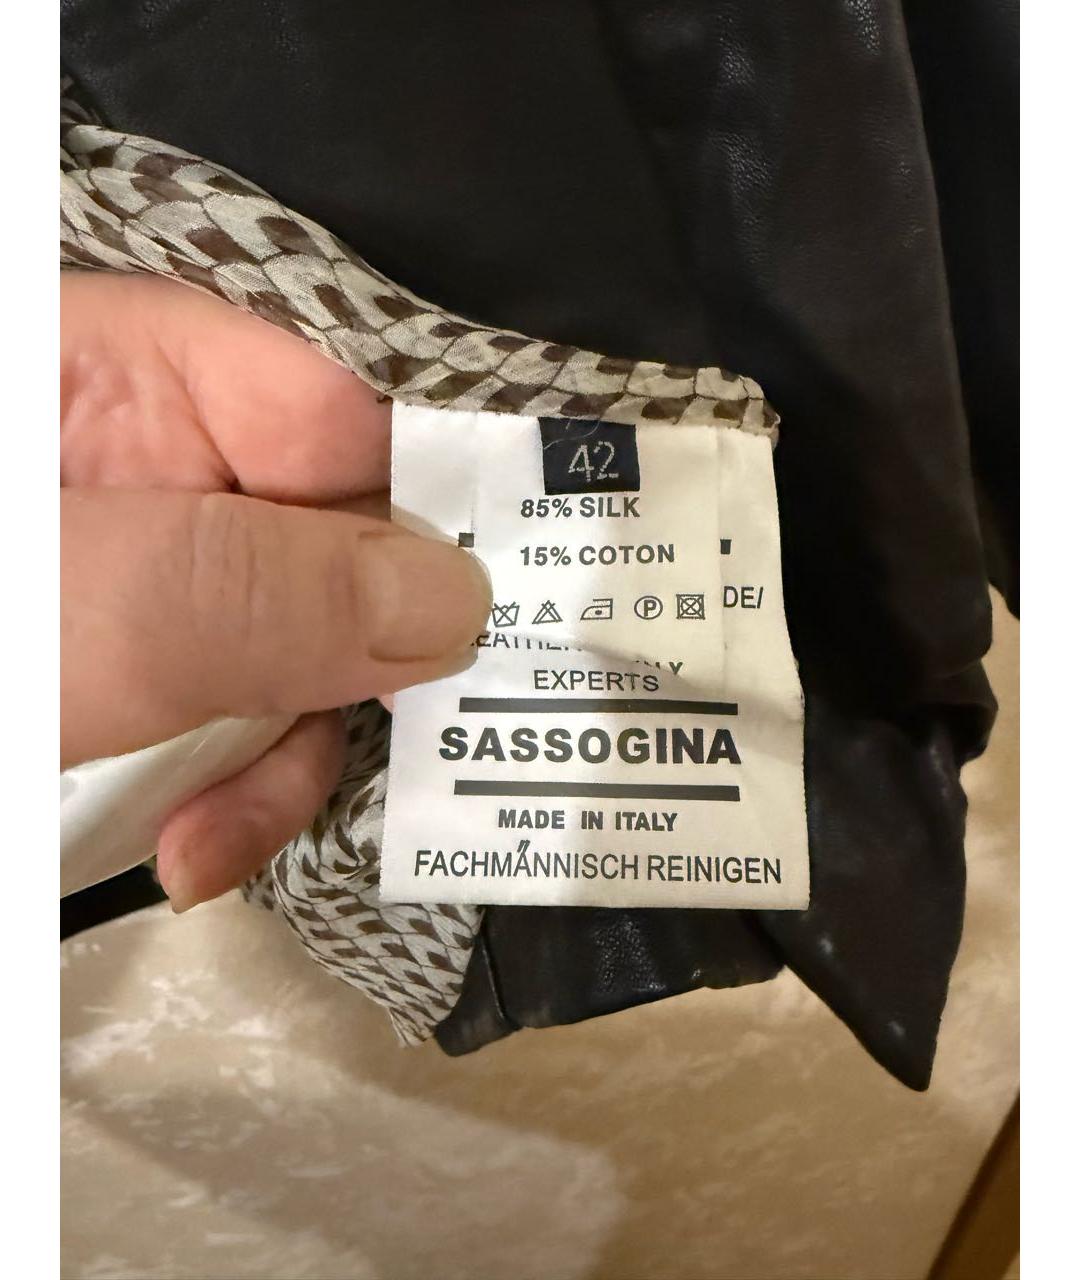 42
85% SILK
15% COTON
P
DE/
EXPERTS
SASSOGINA
MADE IN ITALY
FACHMÄNNISCH REINIGEN